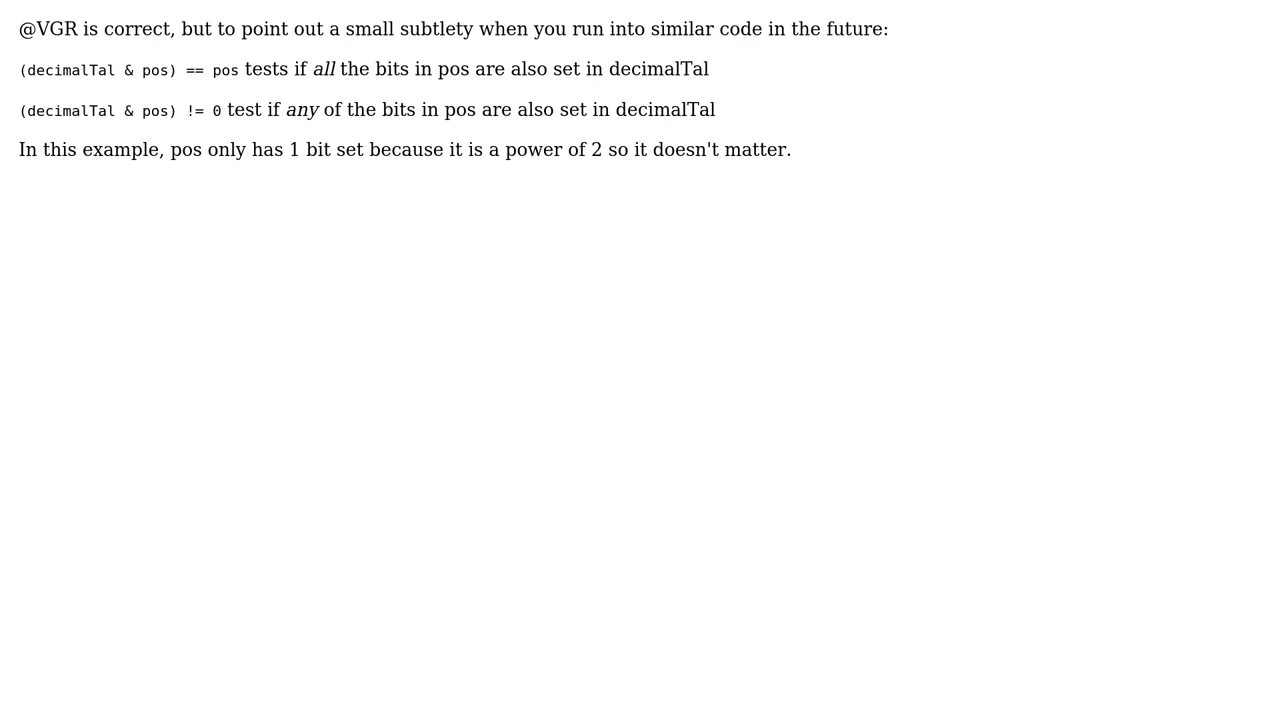 @VGR is correct, but to point out a small subtlety when you run into similar code in the future:
(decimalTal & pos) == pos tests if all the bits in pos are also set in decimalTal
(decimalTal & pos) != 0 test if any of the bits in pos are also set in decimalTal
In this example, pos only has 1 bit set because it is a power of 2 so it doesn't matter.